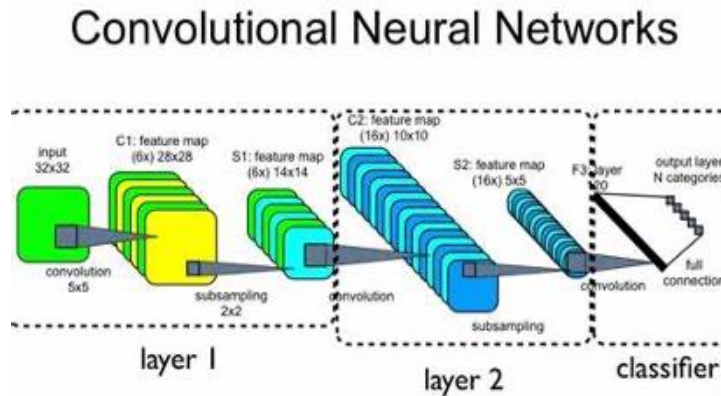 Convolutional Neural Networks
input
32x32
C1: feature map
(6x) 28x28
S1: feature map
(6x) 14x14
C2: feature map
(16x) 10x10
S2: feature map
(16x) 5x5
F3: layer
120
output layer
N categories
convolution
5x5
subsampling
2x2
convolution
subsampling
convolution
full
connection
layer 1
layer 2
classifier